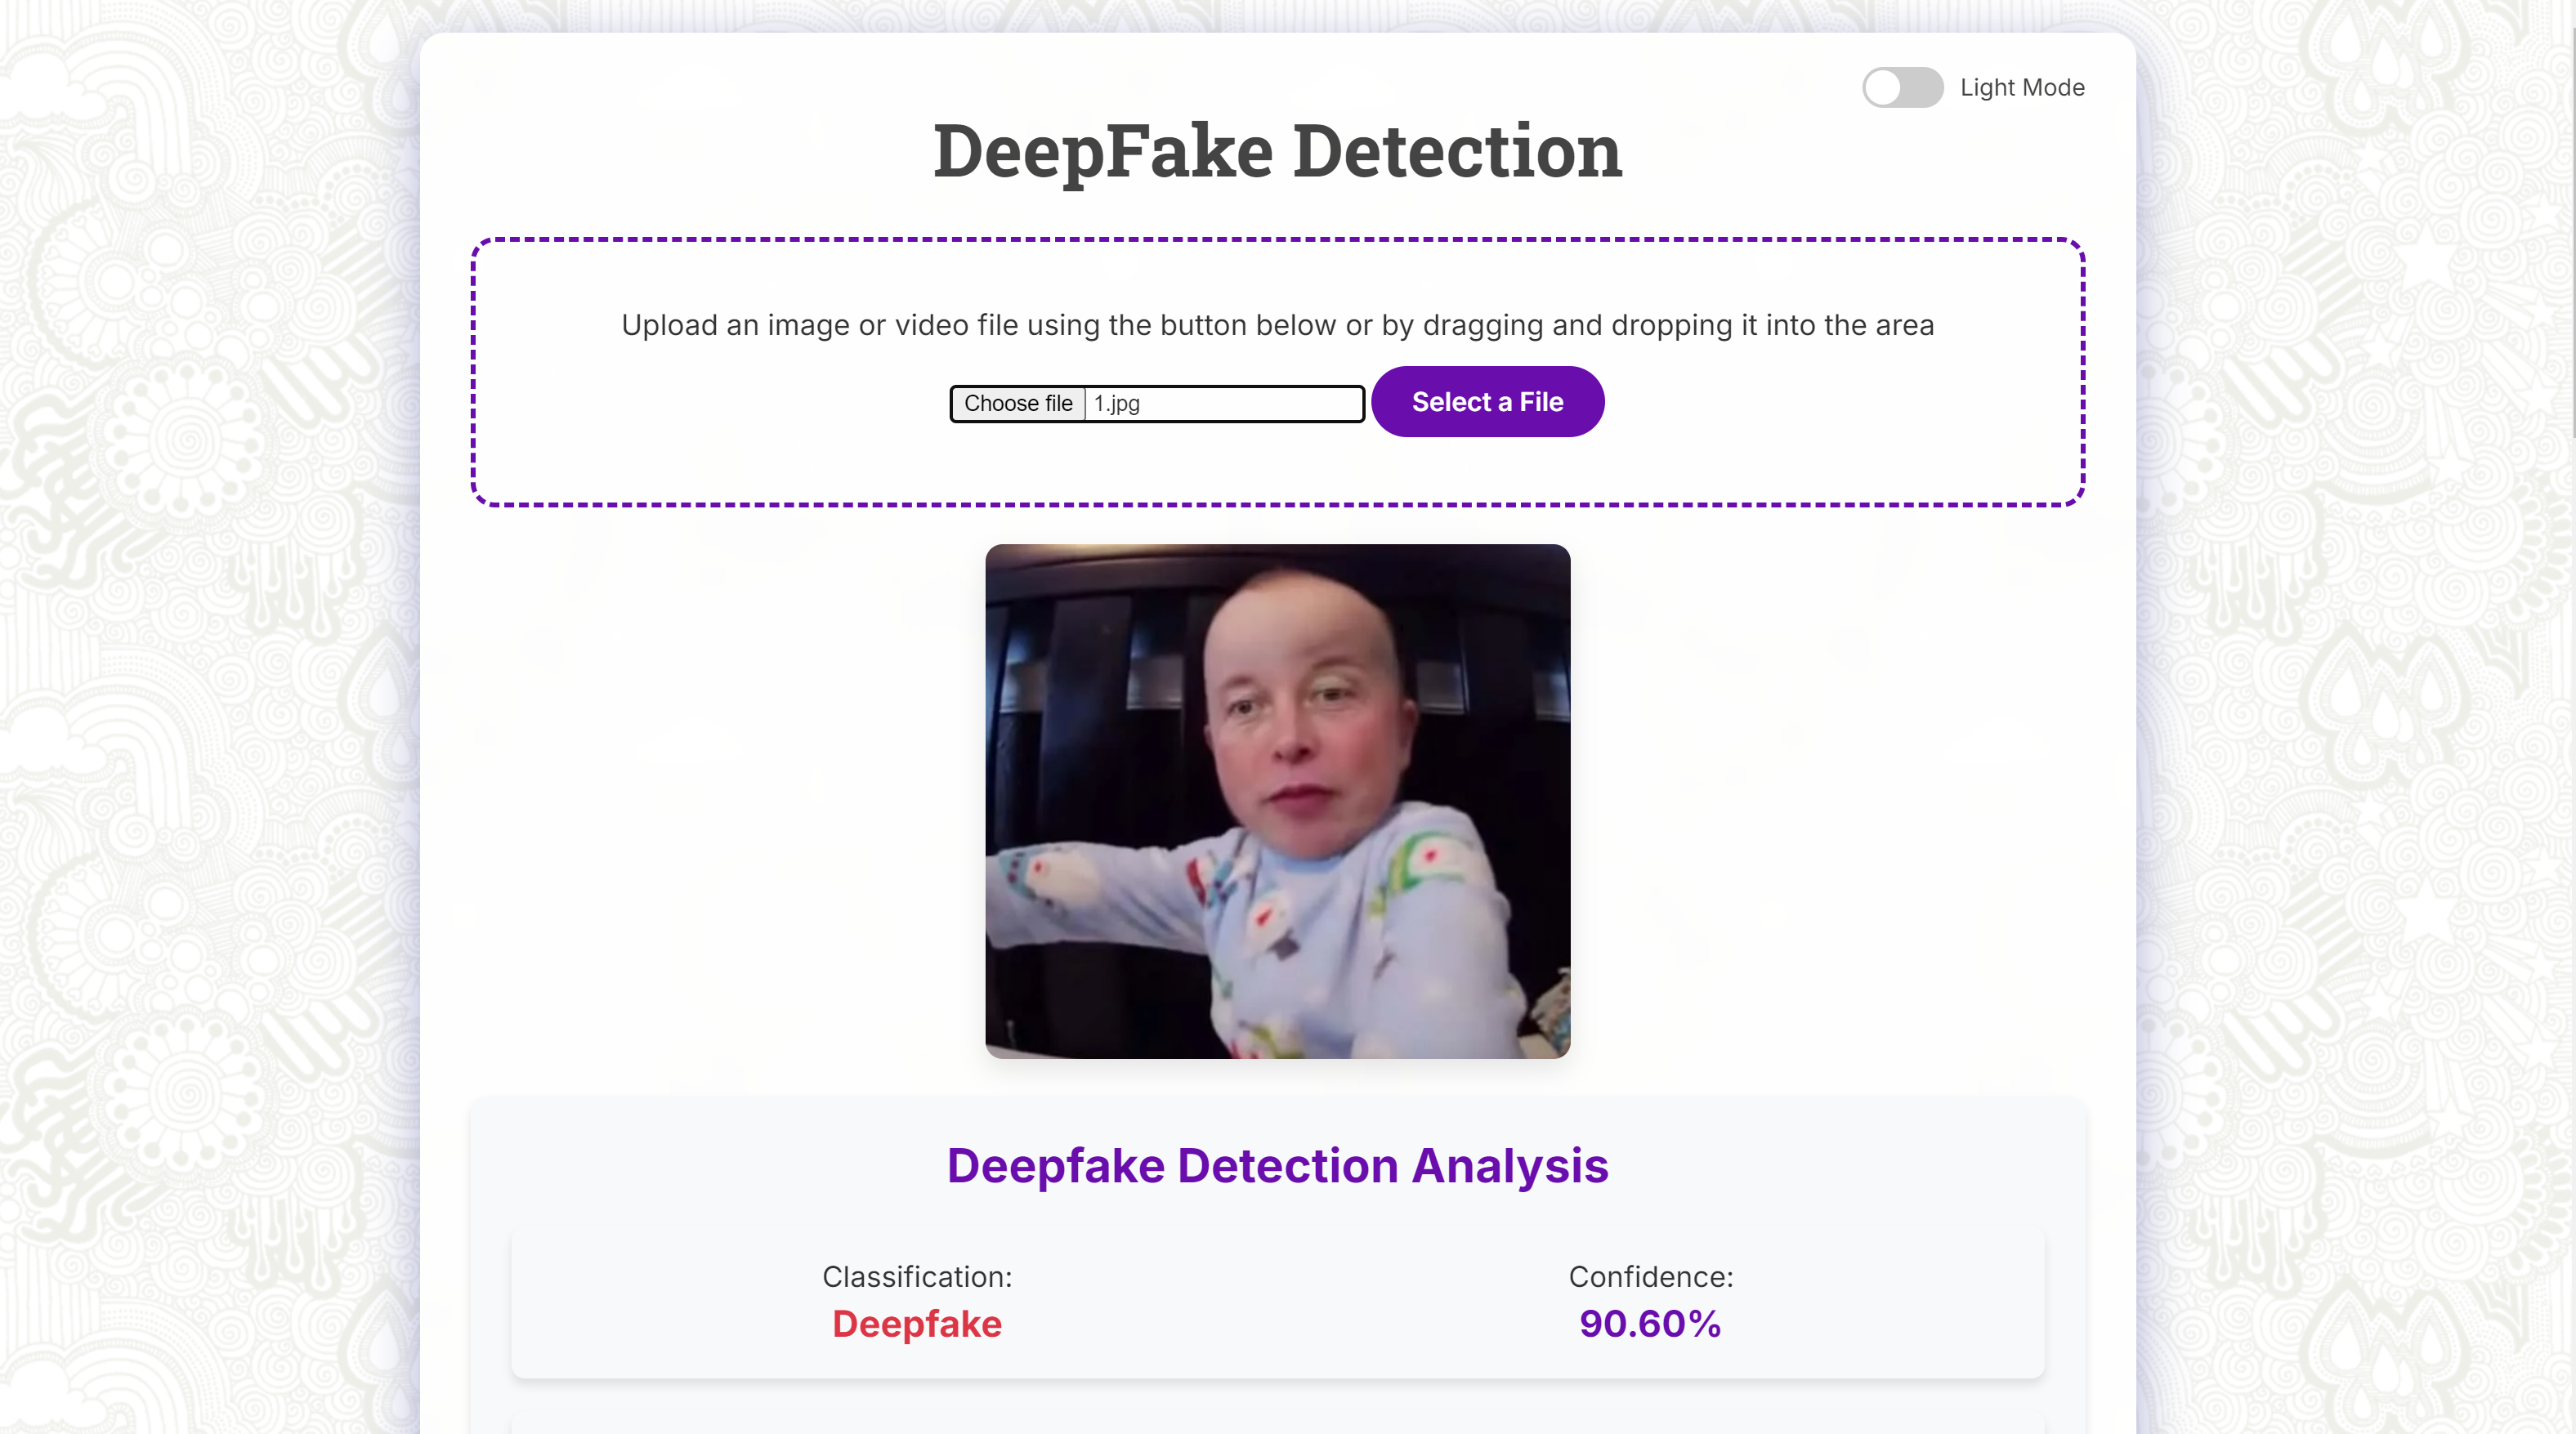 Light Mode
DeepFake Detection
Upload an image or video file using the button below or by dragging and dropping it into the area
Choose file 1.jpg Select a File
Deepfake Detection Analysis
Classification: Confidence:
Deepfake 90.60%